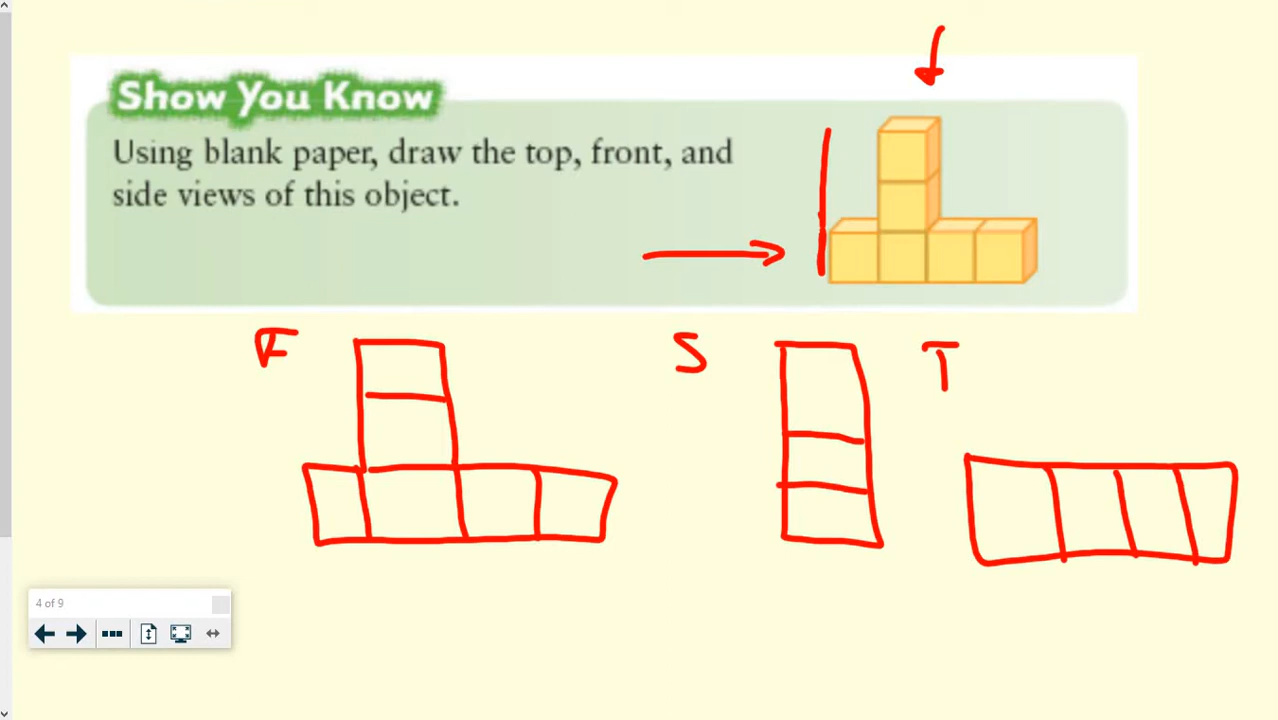 Show You Know
Using blank paper, draw the top, front, and
side views of this object.
F
S
T
4 of 9